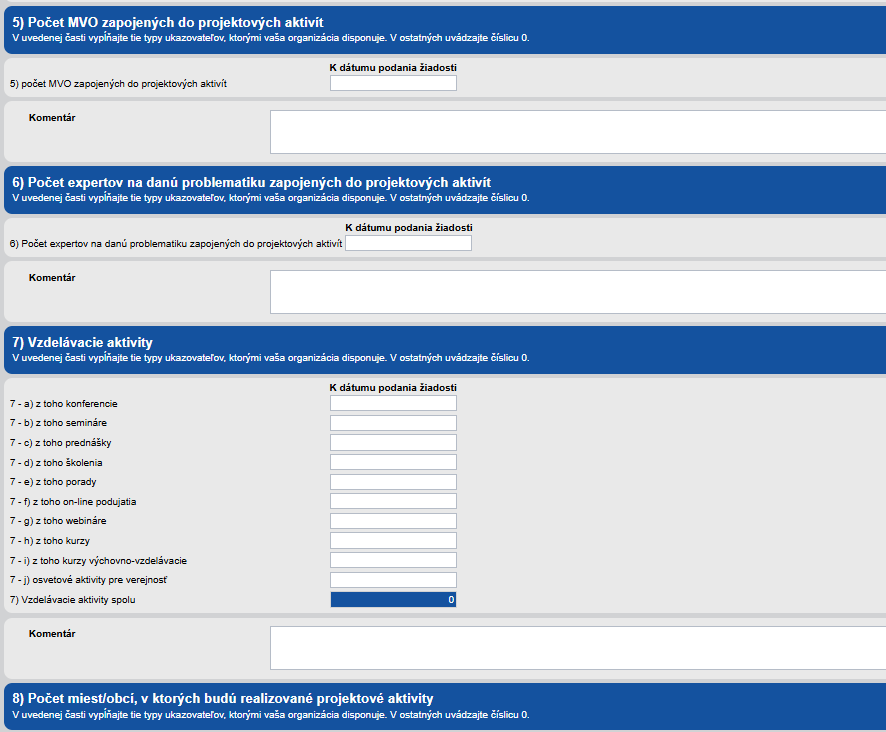 5) Počet MVO zapojených do projektových aktivít
V uvedenej časti vypĺňajte tie typy ukazovateľov, ktorými vaša organizácia disponuje. V ostatných uvádzajte číslicu 0.
K dátumu podania žiadosti
5) počet MVO zapojených do projektových aktivít
Komentár
6) Počet expertov na danú problematiku zapojených do projektových aktivít
V uvedenej časti vypĺňajte tie typy ukazovateľov, ktorými vaša organizácia disponuje. V ostatných uvádzajte číslicu 0.
K dátumu podania žiadosti
6) Počet expertov na danú problematiku zapojených do projektových aktivít
Komentár
7) Vzdelávacie aktivity
V uvedenej časti vypĺňajte tie typy ukazovateľov, ktorými vaša organizácia disponuje. V ostatných uvádzajte číslicu 0.
K dátumu podania žiadosti
7 - a) z toho konferencie
7 - b) z toho semináre
7 - c) z toho prednášky
7 - d) z toho školenia
7 - e) z toho porady
7 - f) z toho on-line podujatia
7 - g) z toho webináre
7 - h) z toho kurzy
7 - i) z toho kurzy výchovno-vzdelávacie
7 - j) osvetové aktivity pre verejnosť
7) Vzdelávacie aktivity spolu 0
Komentár
8) Počet miest/obcí, v ktorých budú realizované projektové aktivity
V uvedenej časti vypĺňajte tie typy ukazovateľov, ktorými vaša organizácia disponuje. V ostatných uvádzajte číslicu 0.